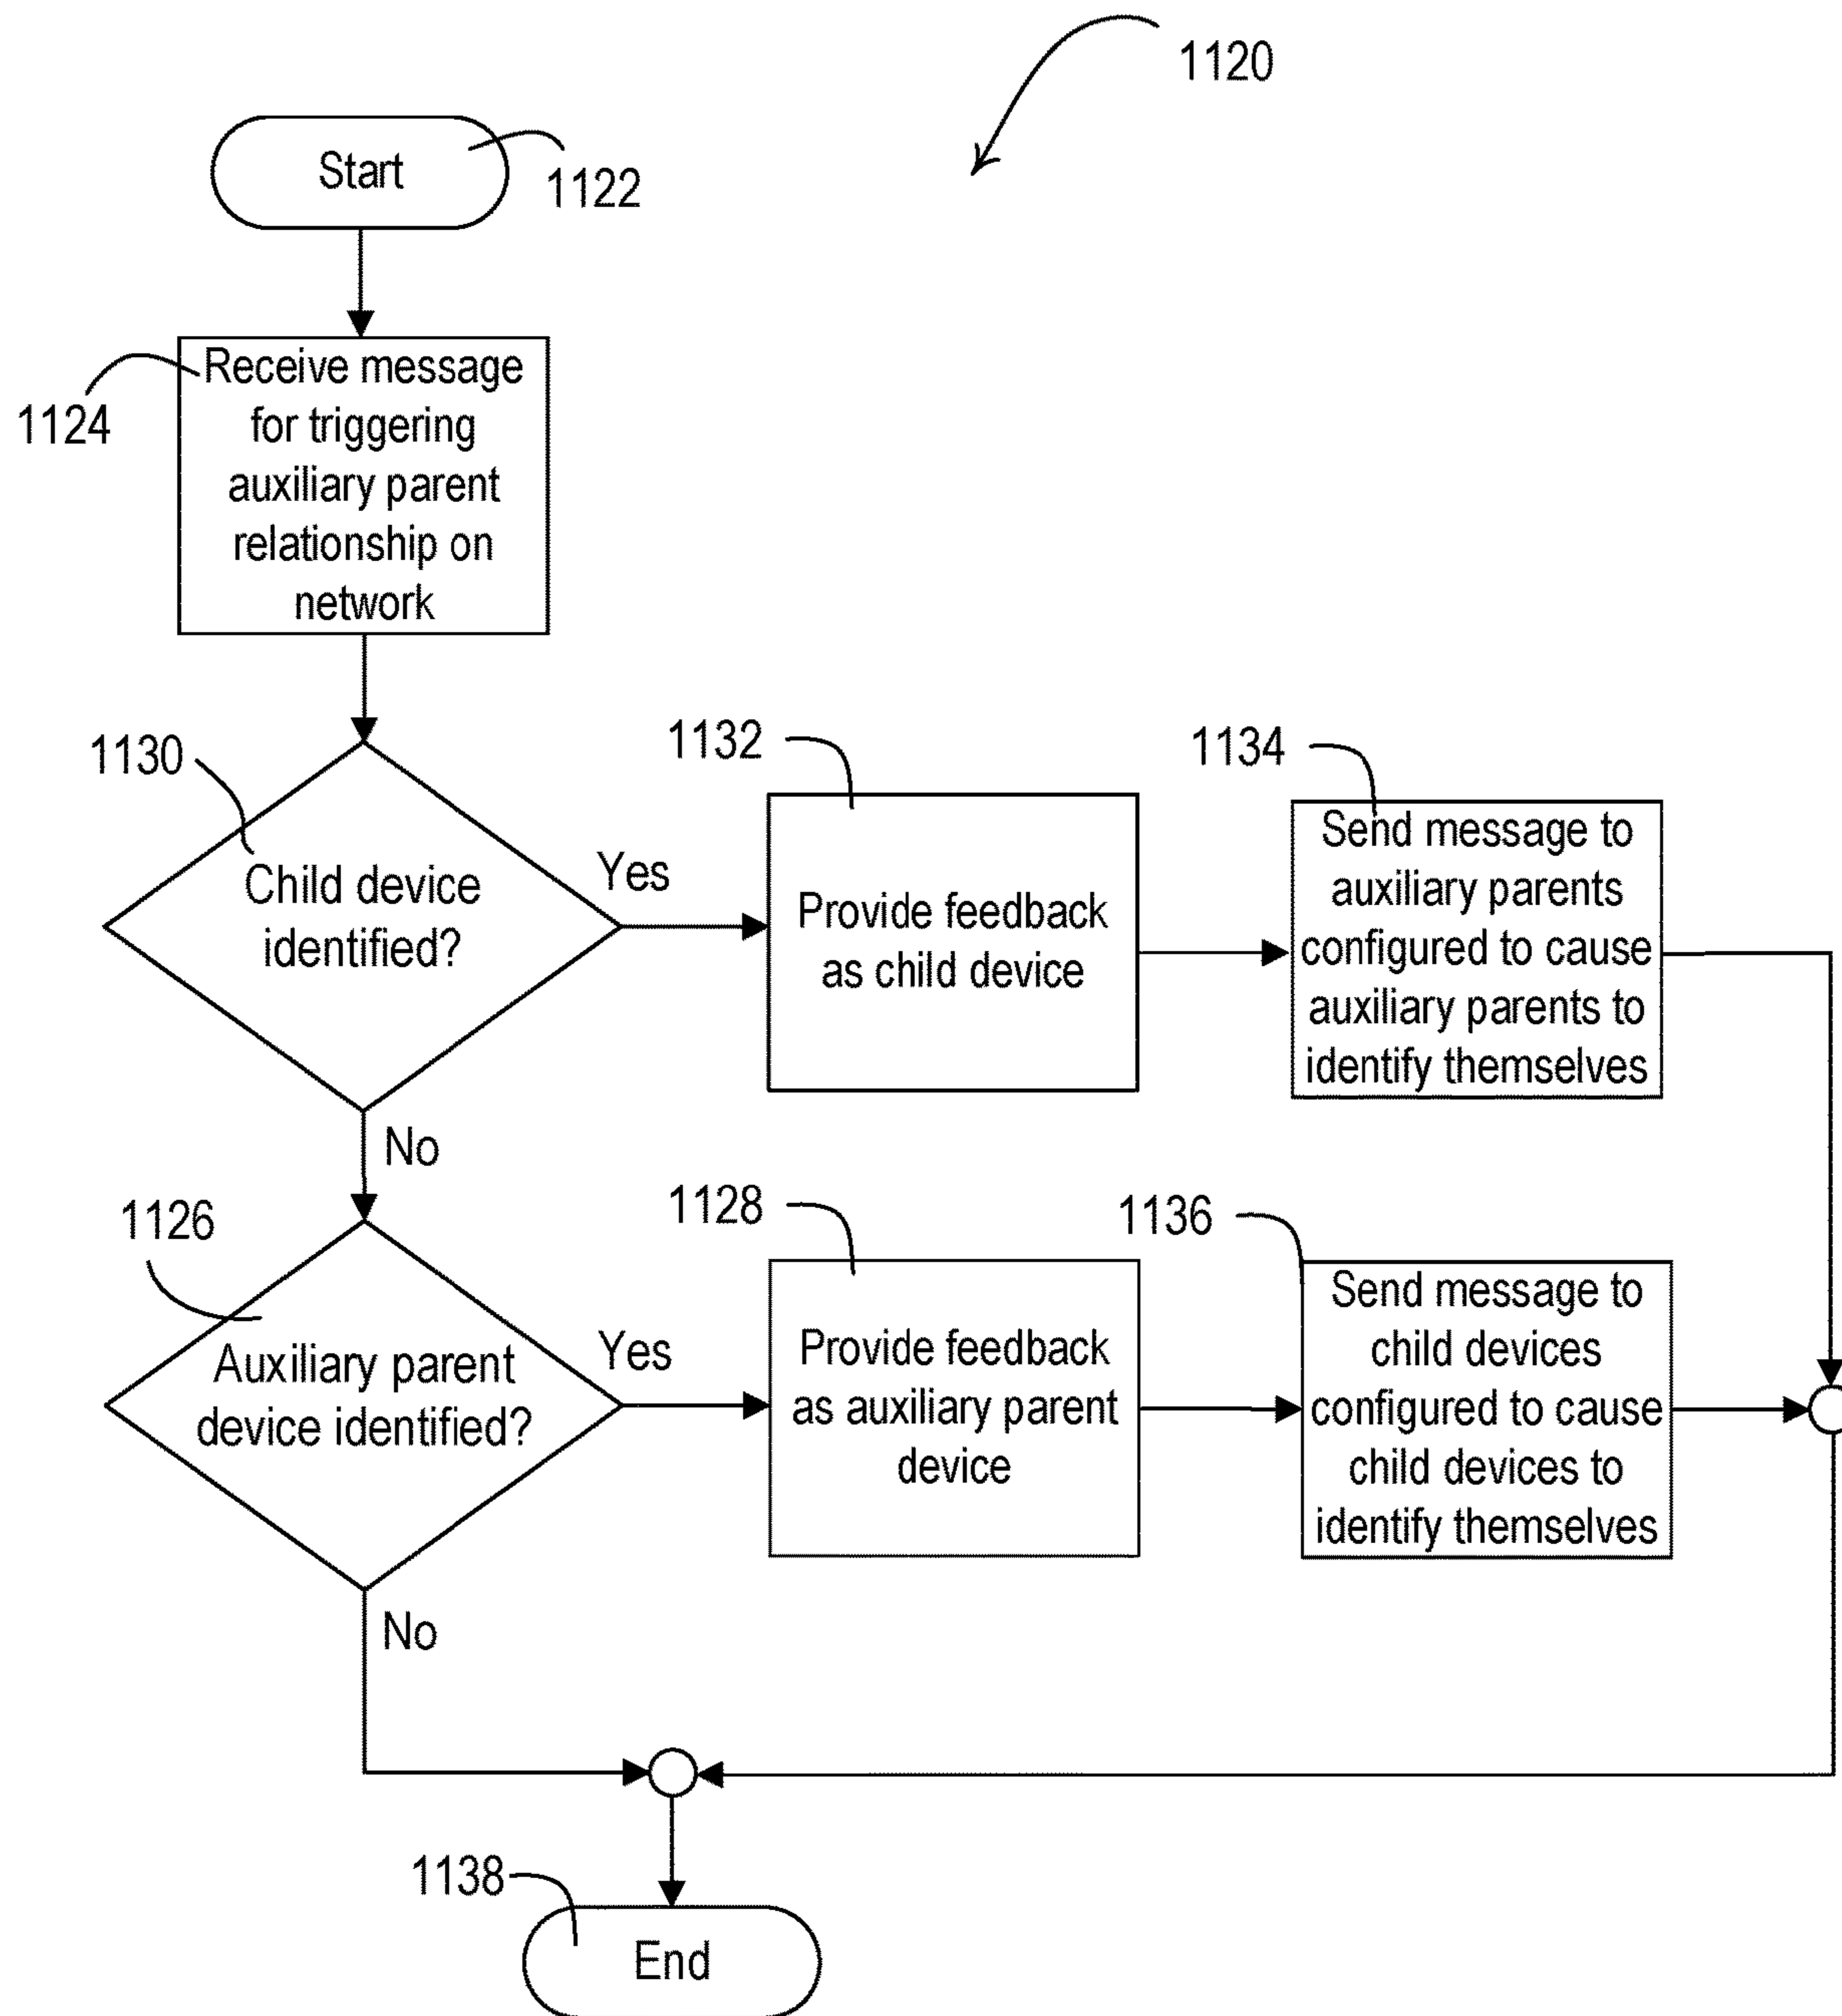 1120
Start
1122
Receive message
for triggering
auxiliary parent
relationship on
network
1124
1130
Child device
identified?
Yes
No
1132
Provide feedback
as child device
1134
Send message to
auxiliary parents
configured to cause
auxiliary parents to
identify themselves
1126
Auxiliary parent
device identified?
Yes
No
1128
Provide feedback
as auxiliary parent
device
1136
Send message to
child devices
configured to cause
child devices to
identify themselves
1138
End